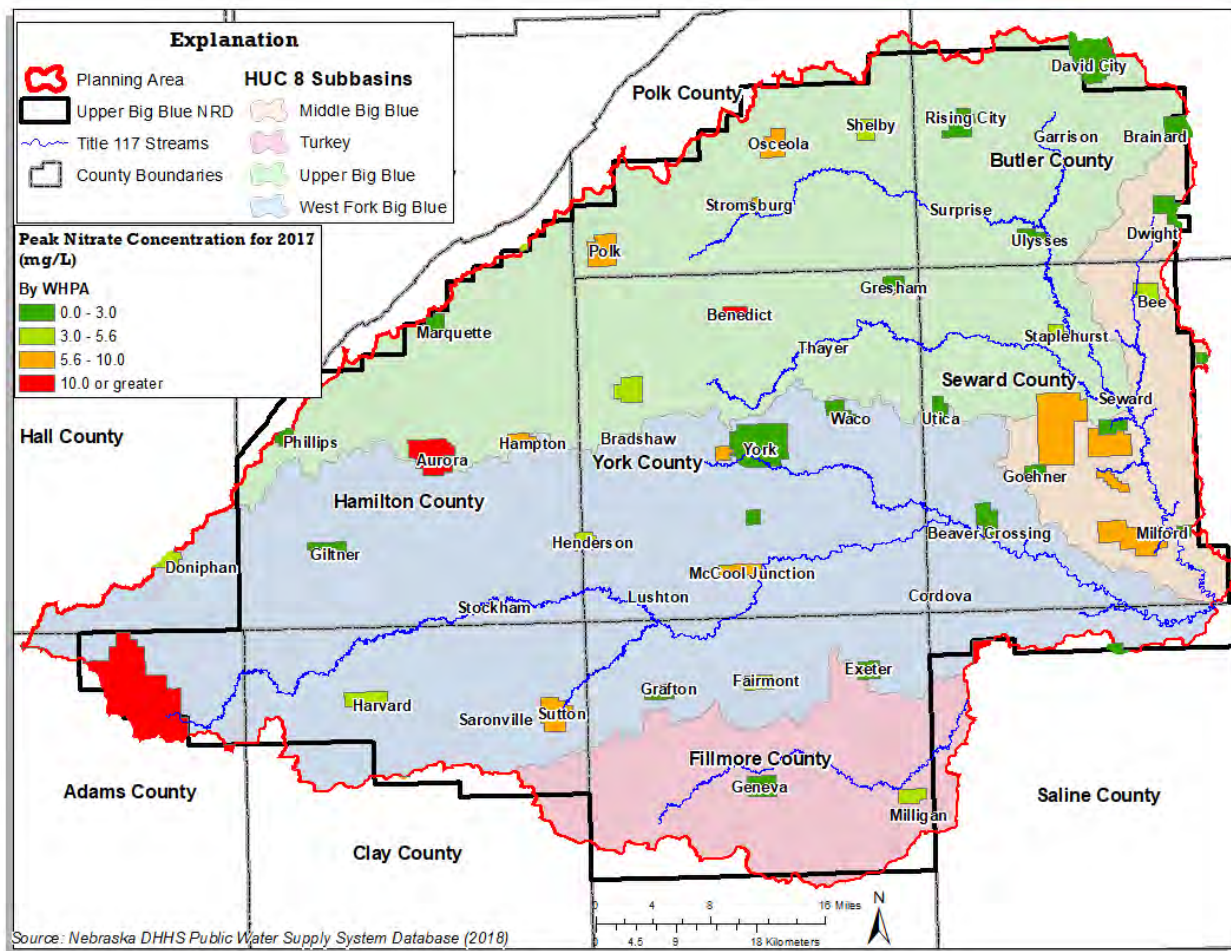 Explanation
Planning Area
Upper Big Blue NRD
Title 117 Streams
County Boundaries
HUC 8 Subbasins
Middle Big Blue
Turkey
Upper Big Blue
West Fork Big Blue
Peak Nitrate Concentration for 2017
(mg/L)
By WHPA
0.0 - 3.0
3.0 - 5.6
5.6 - 10.0
10.0 or greater
David City
Polk County
Shelby
Rising City
Osceola
Garrison
Brainard
Butler County
Stromsburg
Surprise
Ulysses
Dwight
Polk
Gresham
Bee
Benedict
Marquette
Staplehurst
Thayer
Seward County
Seward
Hall County
Phillips
Hampton
Bradshaw
Waco
Utica
York
Aurora
York County
Goehner
Hamilton County
Beaver Crossing
Milford
Henderson
Giltner
Doniphan
McCool Junction
Lushton
Cordova
Stockham
Exeter
Fairmont
Grafton
Harvard
Saronville
Sutton
Fillmore County
Geneva
Adams County
Saline County
Milligan
Clay County
N
0 4 8 16 Miles
0 4.5 9 18 Kilometers
Source: Nebraska DHHS Public Water Supply System Database (2018)